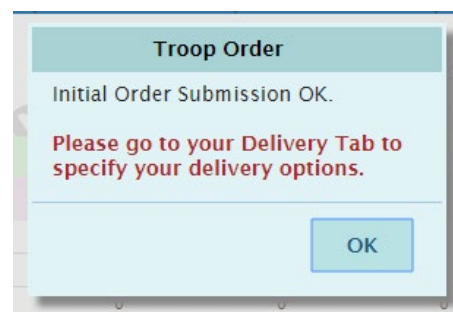 Troop Order
Initial Order Submission OK.
Please go to your Delivery Tab to
specify your delivery options.
OK